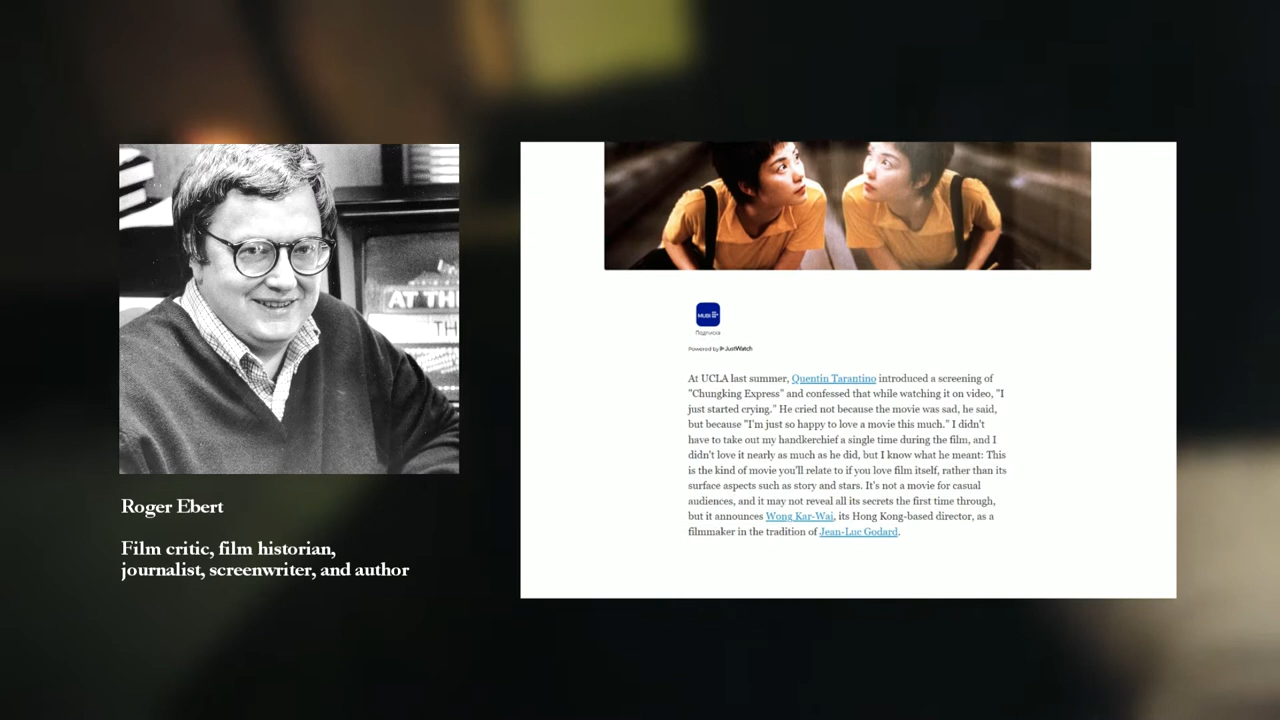 AT TH
TH
Roger Ebert
Film critic, film historian,
journalist, screenwriter, and author
MUBI
Подписка
Powered by JustWatch
At UCLA last summer, Quentin Tarantino introduced a screening of
"Chungking Express" and confessed that while watching it on video, "I
just started crying." He cried not because the movie was sad, he said,
but because "I'm just so happy to love a movie this much." I didn't
have to take out my handkerchief a single time during the film, and I
didn't love it nearly as much as he did, but I know what he meant: This
is the kind of movie you'll relate to if you love film itself, rather than its
surface aspects such as story and stars. It's not a movie for casual
audiences, and it may not reveal all its secrets the first time through,
but it announces Wong Kar-Wai, its Hong Kong-based director, as a
filmmaker in the tradition of Jean-Luc Godard.